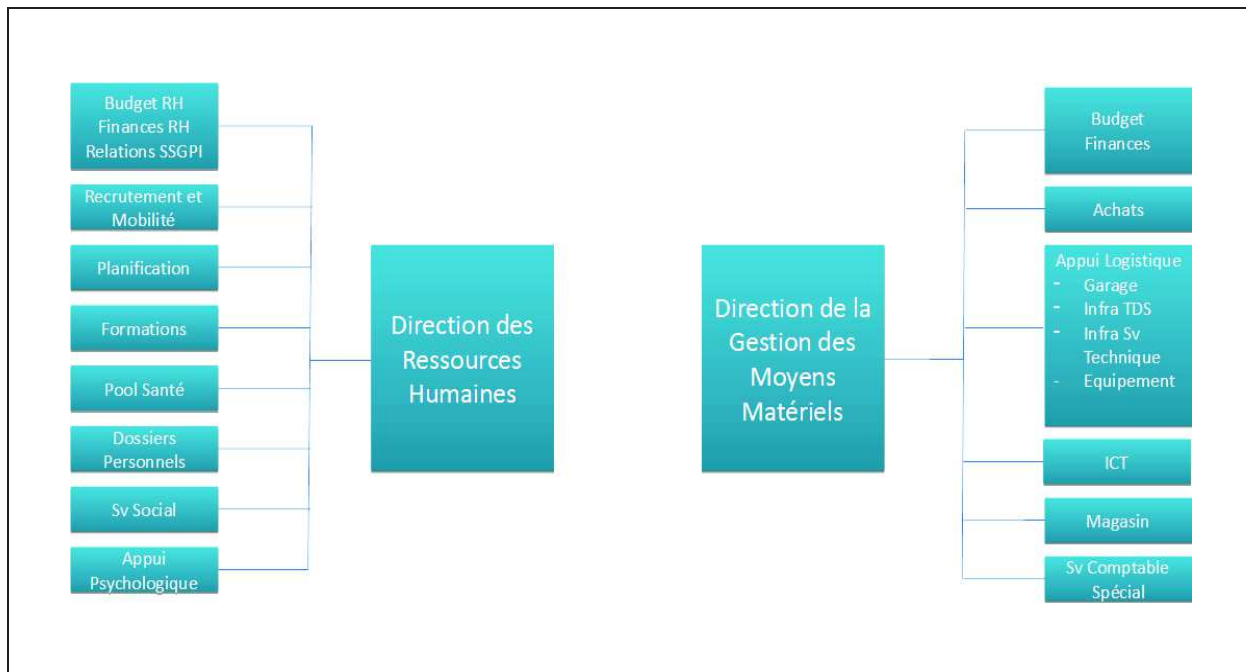 Budget RH
Finances RH
Relations SSGPI
Recrutement et
Mobilité
Planification
Formations
Pool Santé
Dossiers
Personnels
Sv Social
Appui
Psychologique
Direction des
Ressources
Humaines
Direction de la
Gestion des
Moyens
Matériels
Budget
Finances
Achats
Appui Logistique
- Garage
- Infra TDS
- Infra Sv
Technique
- Equipement
ICT
Magasin
Sv Comptable
Spécial